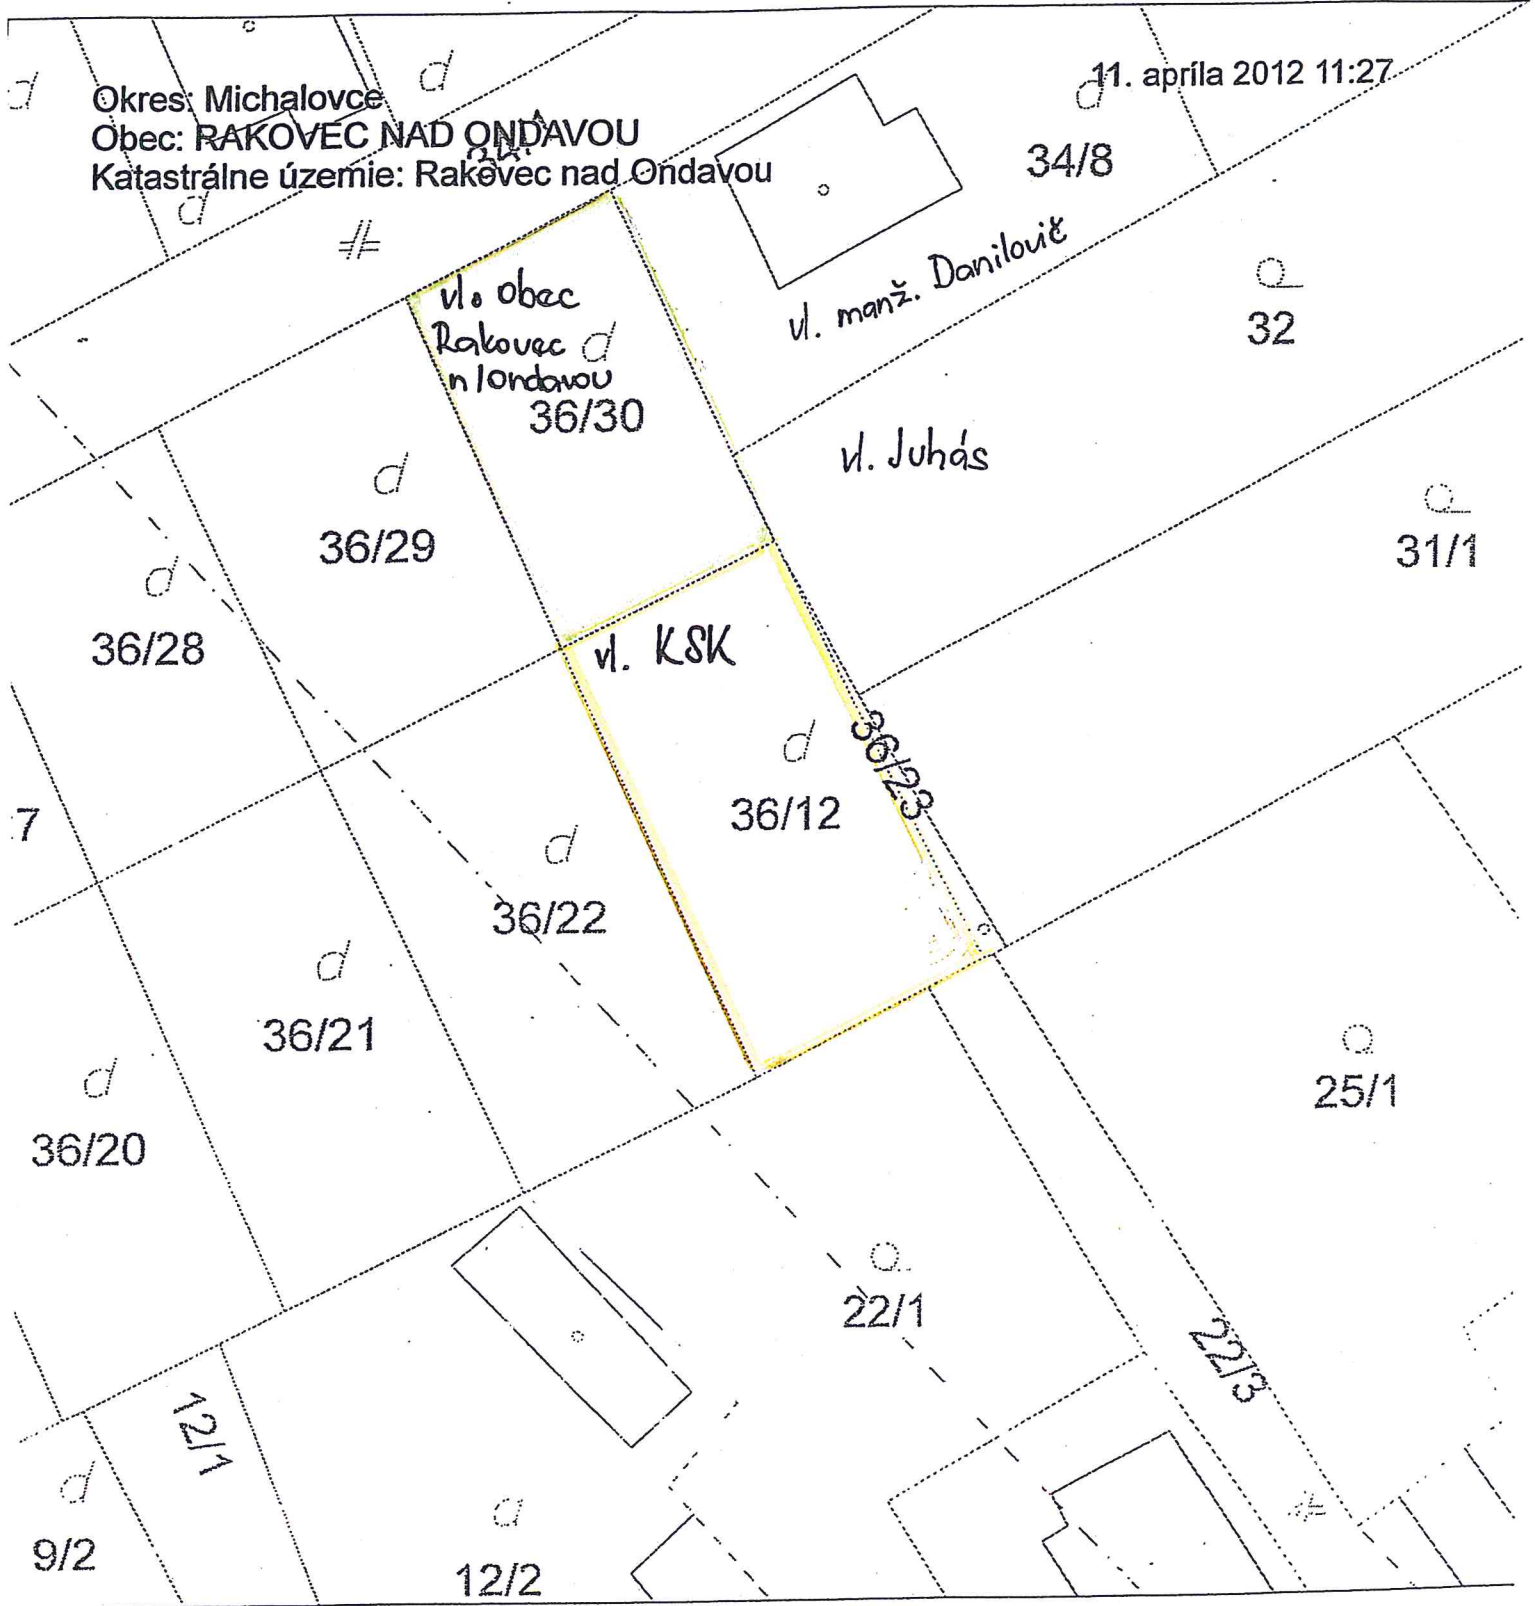 11. apríla 2012 11:27
Okres: Michalovce
Obec: RAKOVEC NAD ONDAVOU
Katastrálne územie: Rakovec nad Ondavou
34/8
vl. manž. Danilovič
32
vl. obec
Rakovec
n/Ondavou
36/30
vl. Juhás
36/29
31/1
36/28
vl. KSK
36/23
36/12
7
36/22
36/21
25/1
36/20
22/1
22/3
12/1
9/2
12/2